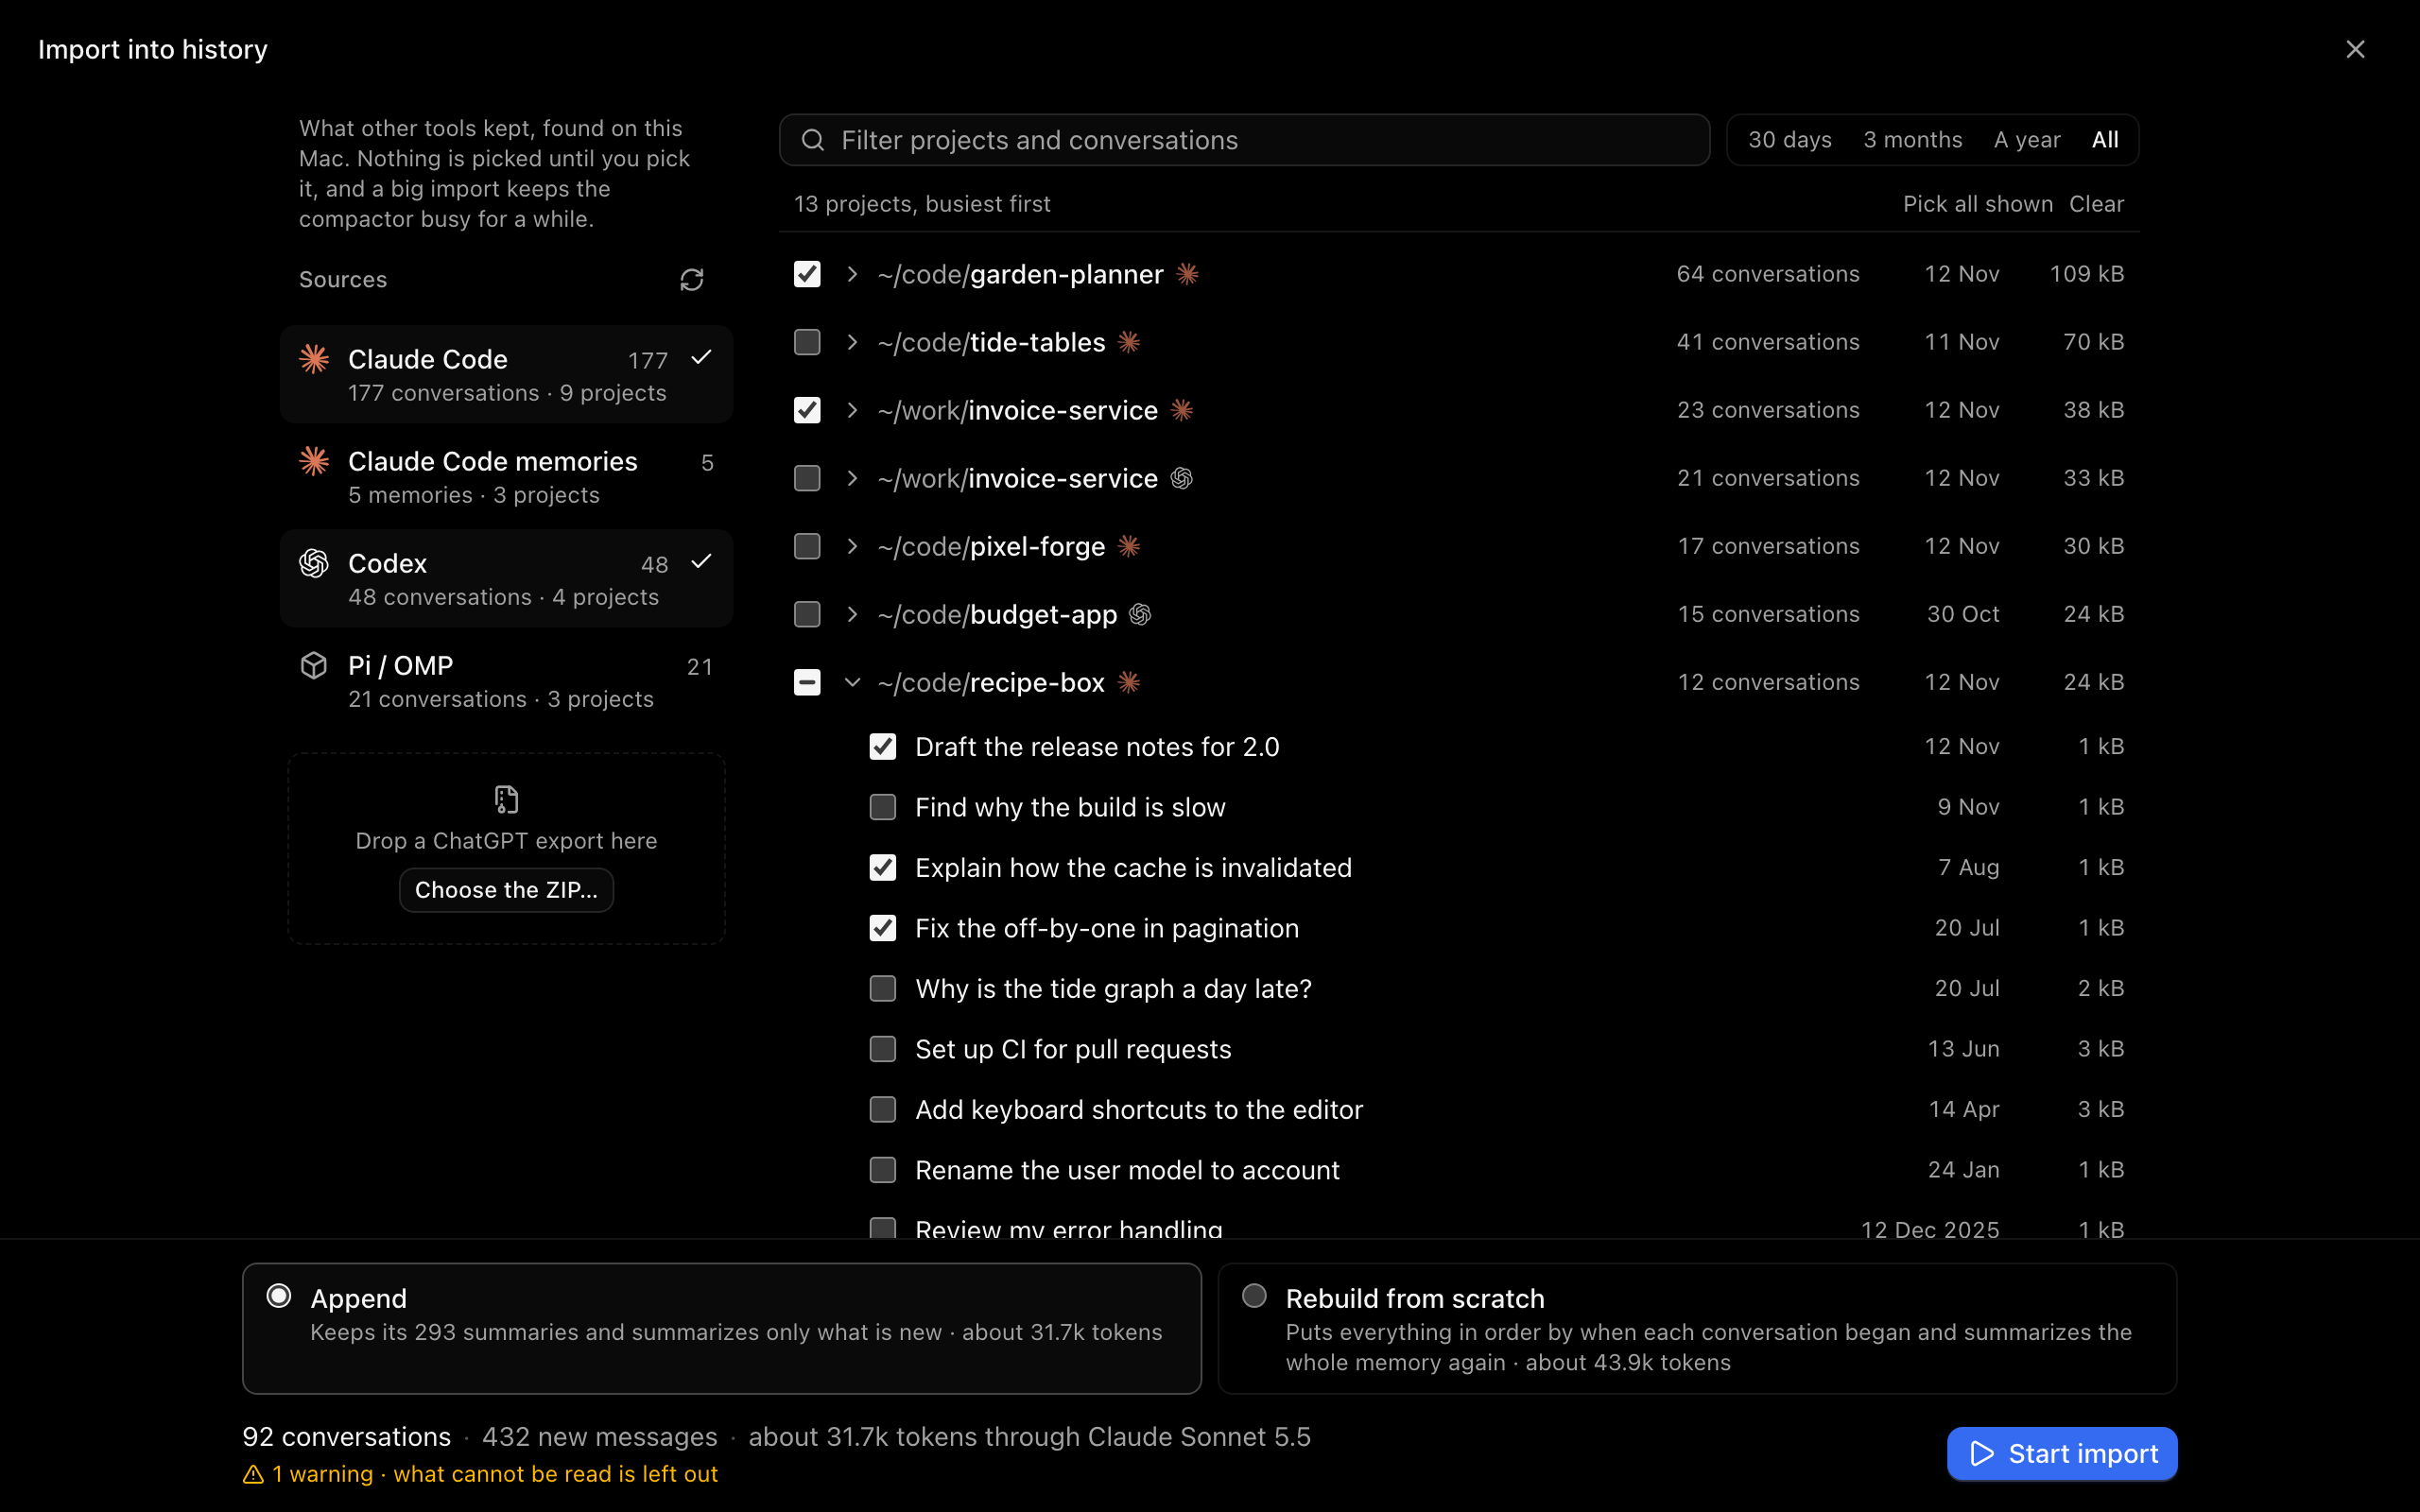 Import into history
What other tools kept, found on this
Mac. Nothing is picked until you pick
it, and a big import keeps the
compactor busy for a while.
Sources
Claude Code 177
177 conversations · 9 projects
Claude Code memories 5
5 memories · 3 projects
Codex 48
48 conversations · 4 projects
Pi / OMP 21
21 conversations · 3 projects
Drop a ChatGPT export here
Choose the ZIP...
Filter projects and conversations
30 days 3 months A year All
13 projects, busiest first Pick all shown Clear
~/code/garden-planner 64 conversations 12 Nov 109 kB
~/code/tide-tables 41 conversations 11 Nov 70 kB
~/work/invoice-service 23 conversations 12 Nov 38 kB
~/work/invoice-service 21 conversations 12 Nov 33 kB
~/code/pixel-forge 17 conversations 12 Nov 30 kB
~/code/budget-app 15 conversations 30 Oct 24 kB
~/code/recipe-box 12 conversations 12 Nov 24 kB
Draft the release notes for 2.0 12 Nov 1 kB
Find why the build is slow 9 Nov 1 kB
Explain how the cache is invalidated 7 Aug 1 kB
Fix the off-by-one in pagination 20 Jul 1 kB
Why is the tide graph a day late? 20 Jul 2 kB
Set up CI for pull requests 13 Jun 3 kB
Add keyboard shortcuts to the editor 14 Apr 3 kB
Rename the user model to account 24 Jan 1 kB
Review my error handling 12 Dec 2025 1 kB
Append
Keeps its 293 summaries and summarizes only what is new · about 31.7k tokens
Rebuild from scratch
Puts everything in order by when each conversation began and summarizes the
whole memory again · about 43.9k tokens
92 conversations · 432 new messages · about 31.7k tokens through Claude Sonnet 5.5
1 warning · what cannot be read is left out
Start import